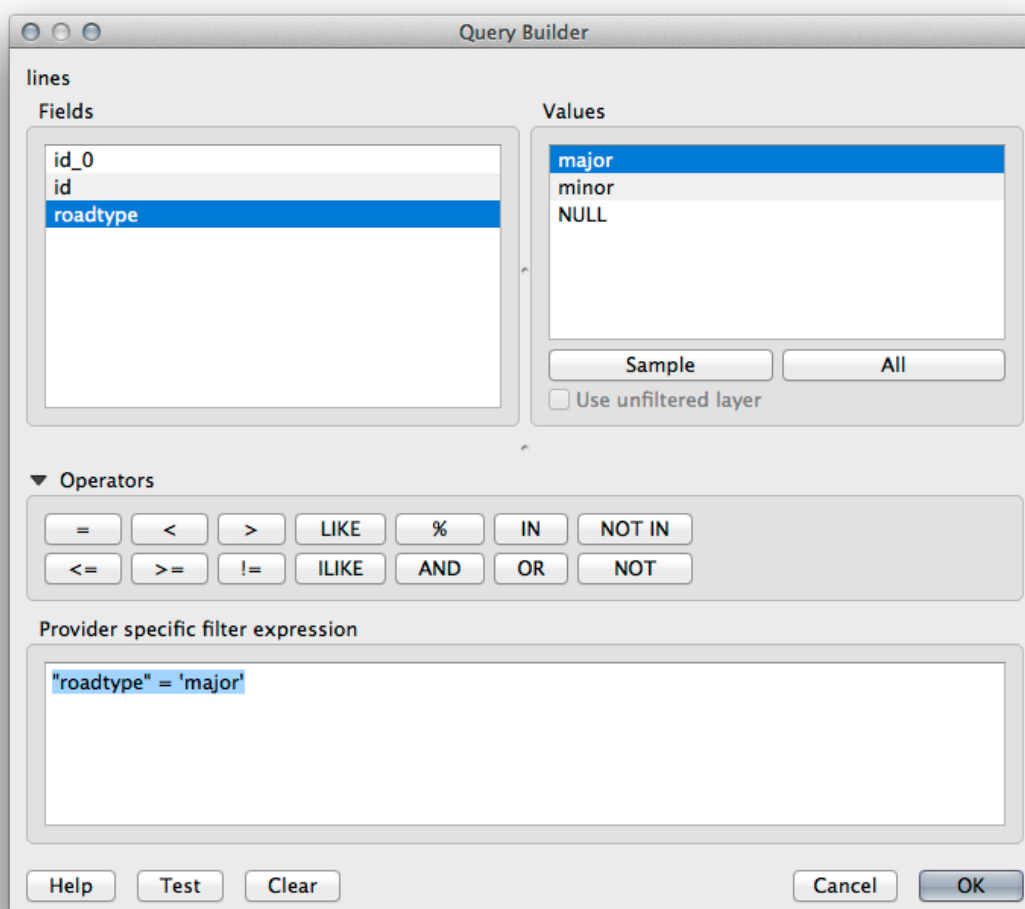 Query Builder
lines
Fields
id_0
id
roadtype
Values
major
minor
NULL
Sample All
Use unfiltered layer
Operators
= < > LIKE % IN NOT IN
<= >= != ILIKE AND OR NOT
Provider specific filter expression
"roadtype" = 'major'
Help Test Clear Cancel OK